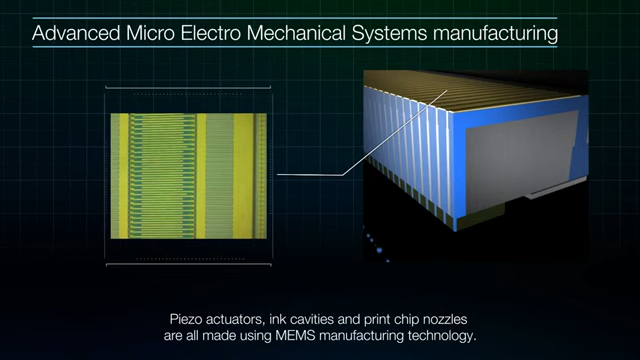 Advanced Micro Electro Mechanical Systems manufacturing
Piezo actuators, ink cavities and print chip nozzles
are all made using MEMS manufacturing technology.